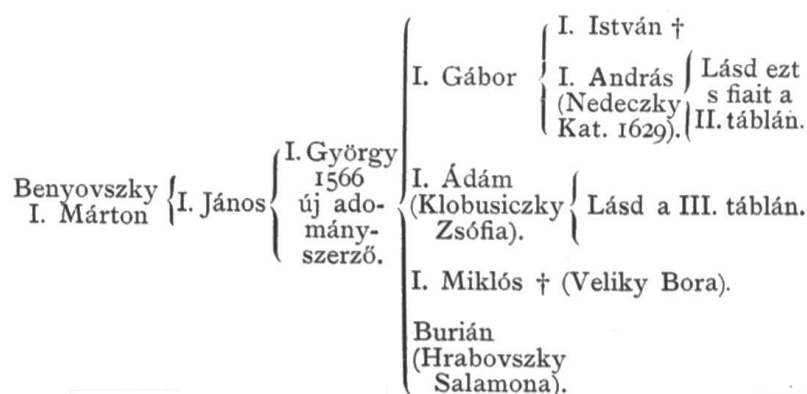 Benyovszky
I. Márton
I. János
I. György
1566
új ado-
mány-
szerző.
I. Gábor
I. István †
I. András
(Nedeczky
Kat. 1629).
Lásd ezt
s fiait a
II. táblán.
I. Ádám
(Klobusiczky
Zsófia).
Lásd a III. táblán.
I. Miklós † (Veliky Bora).
Burián
(Hrabovszky
Salamona).